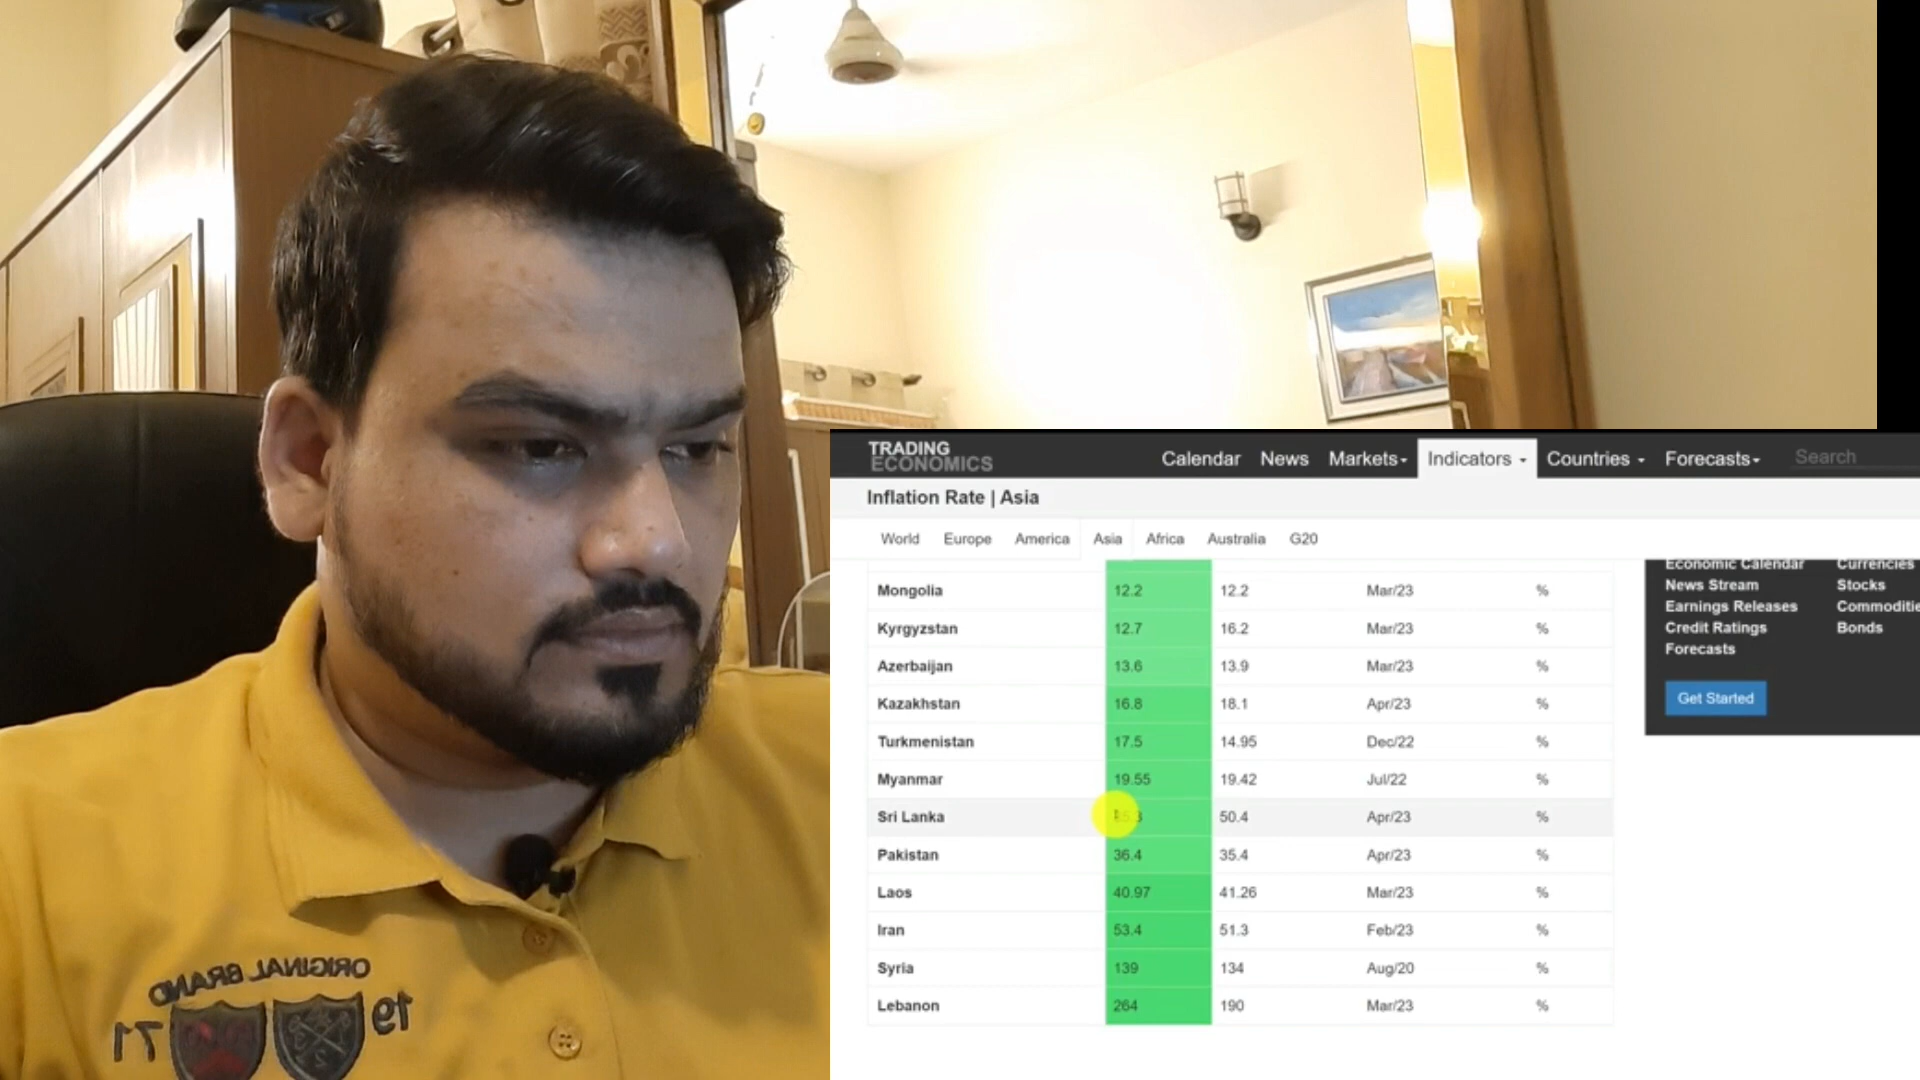 TRADING
ECONOMICS
Calendar News Markets Indicators Countries Forecasts Search
Inflation Rate | Asia
World Europe America Asia Africa Australia G20
Mongolia 12.2 12.2 Mar/23 %
Kyrgyzstan 12.7 16.2 Mar/23 %
Azerbaijan 13.6 13.9 Mar/23 %
Kazakhstan 16.8 18.1 Apr/23 %
Turkmenistan 17.5 14.95 Dec/22 %
Myanmar 19.55 19.42 Jul/22 %
Sri Lanka 50.4 Apr/23 %
Pakistan 36.4 35.4 Apr/23 %
Laos 40.97 41.26 Mar/23 %
Iran 53.4 51.3 Feb/23 %
Syria 139 134 Aug/20 %
Lebanon 264 190 Mar/23 %
Economic Calendar Currencies
News Stream Stocks
Earnings Releases
Credit Ratings Bonds
Forecasts
Get Started
ORIGINAL BRAND
1971